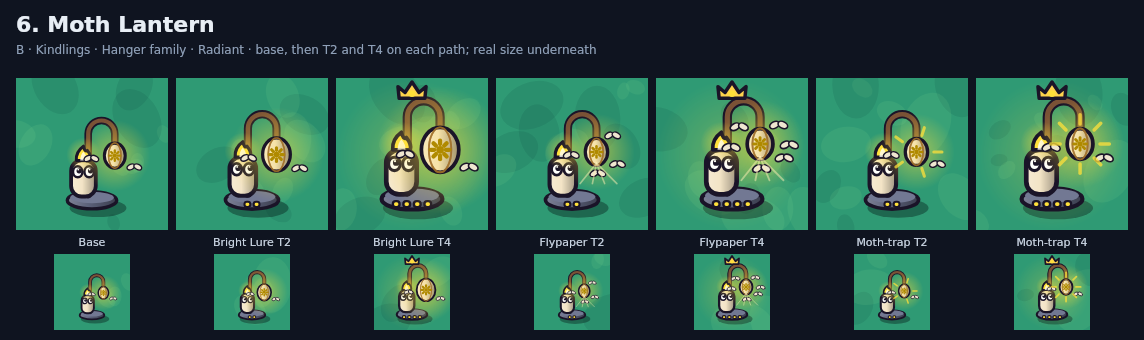 6. Moth Lantern
B · Kindlings · Hanger family · Radiant · base, then T2 and T4 on each path; real size underneath
Base
Bright Lure T2
Bright Lure T4
Flypaper T2
Flypaper T4
Moth-trap T2
Moth-trap T4